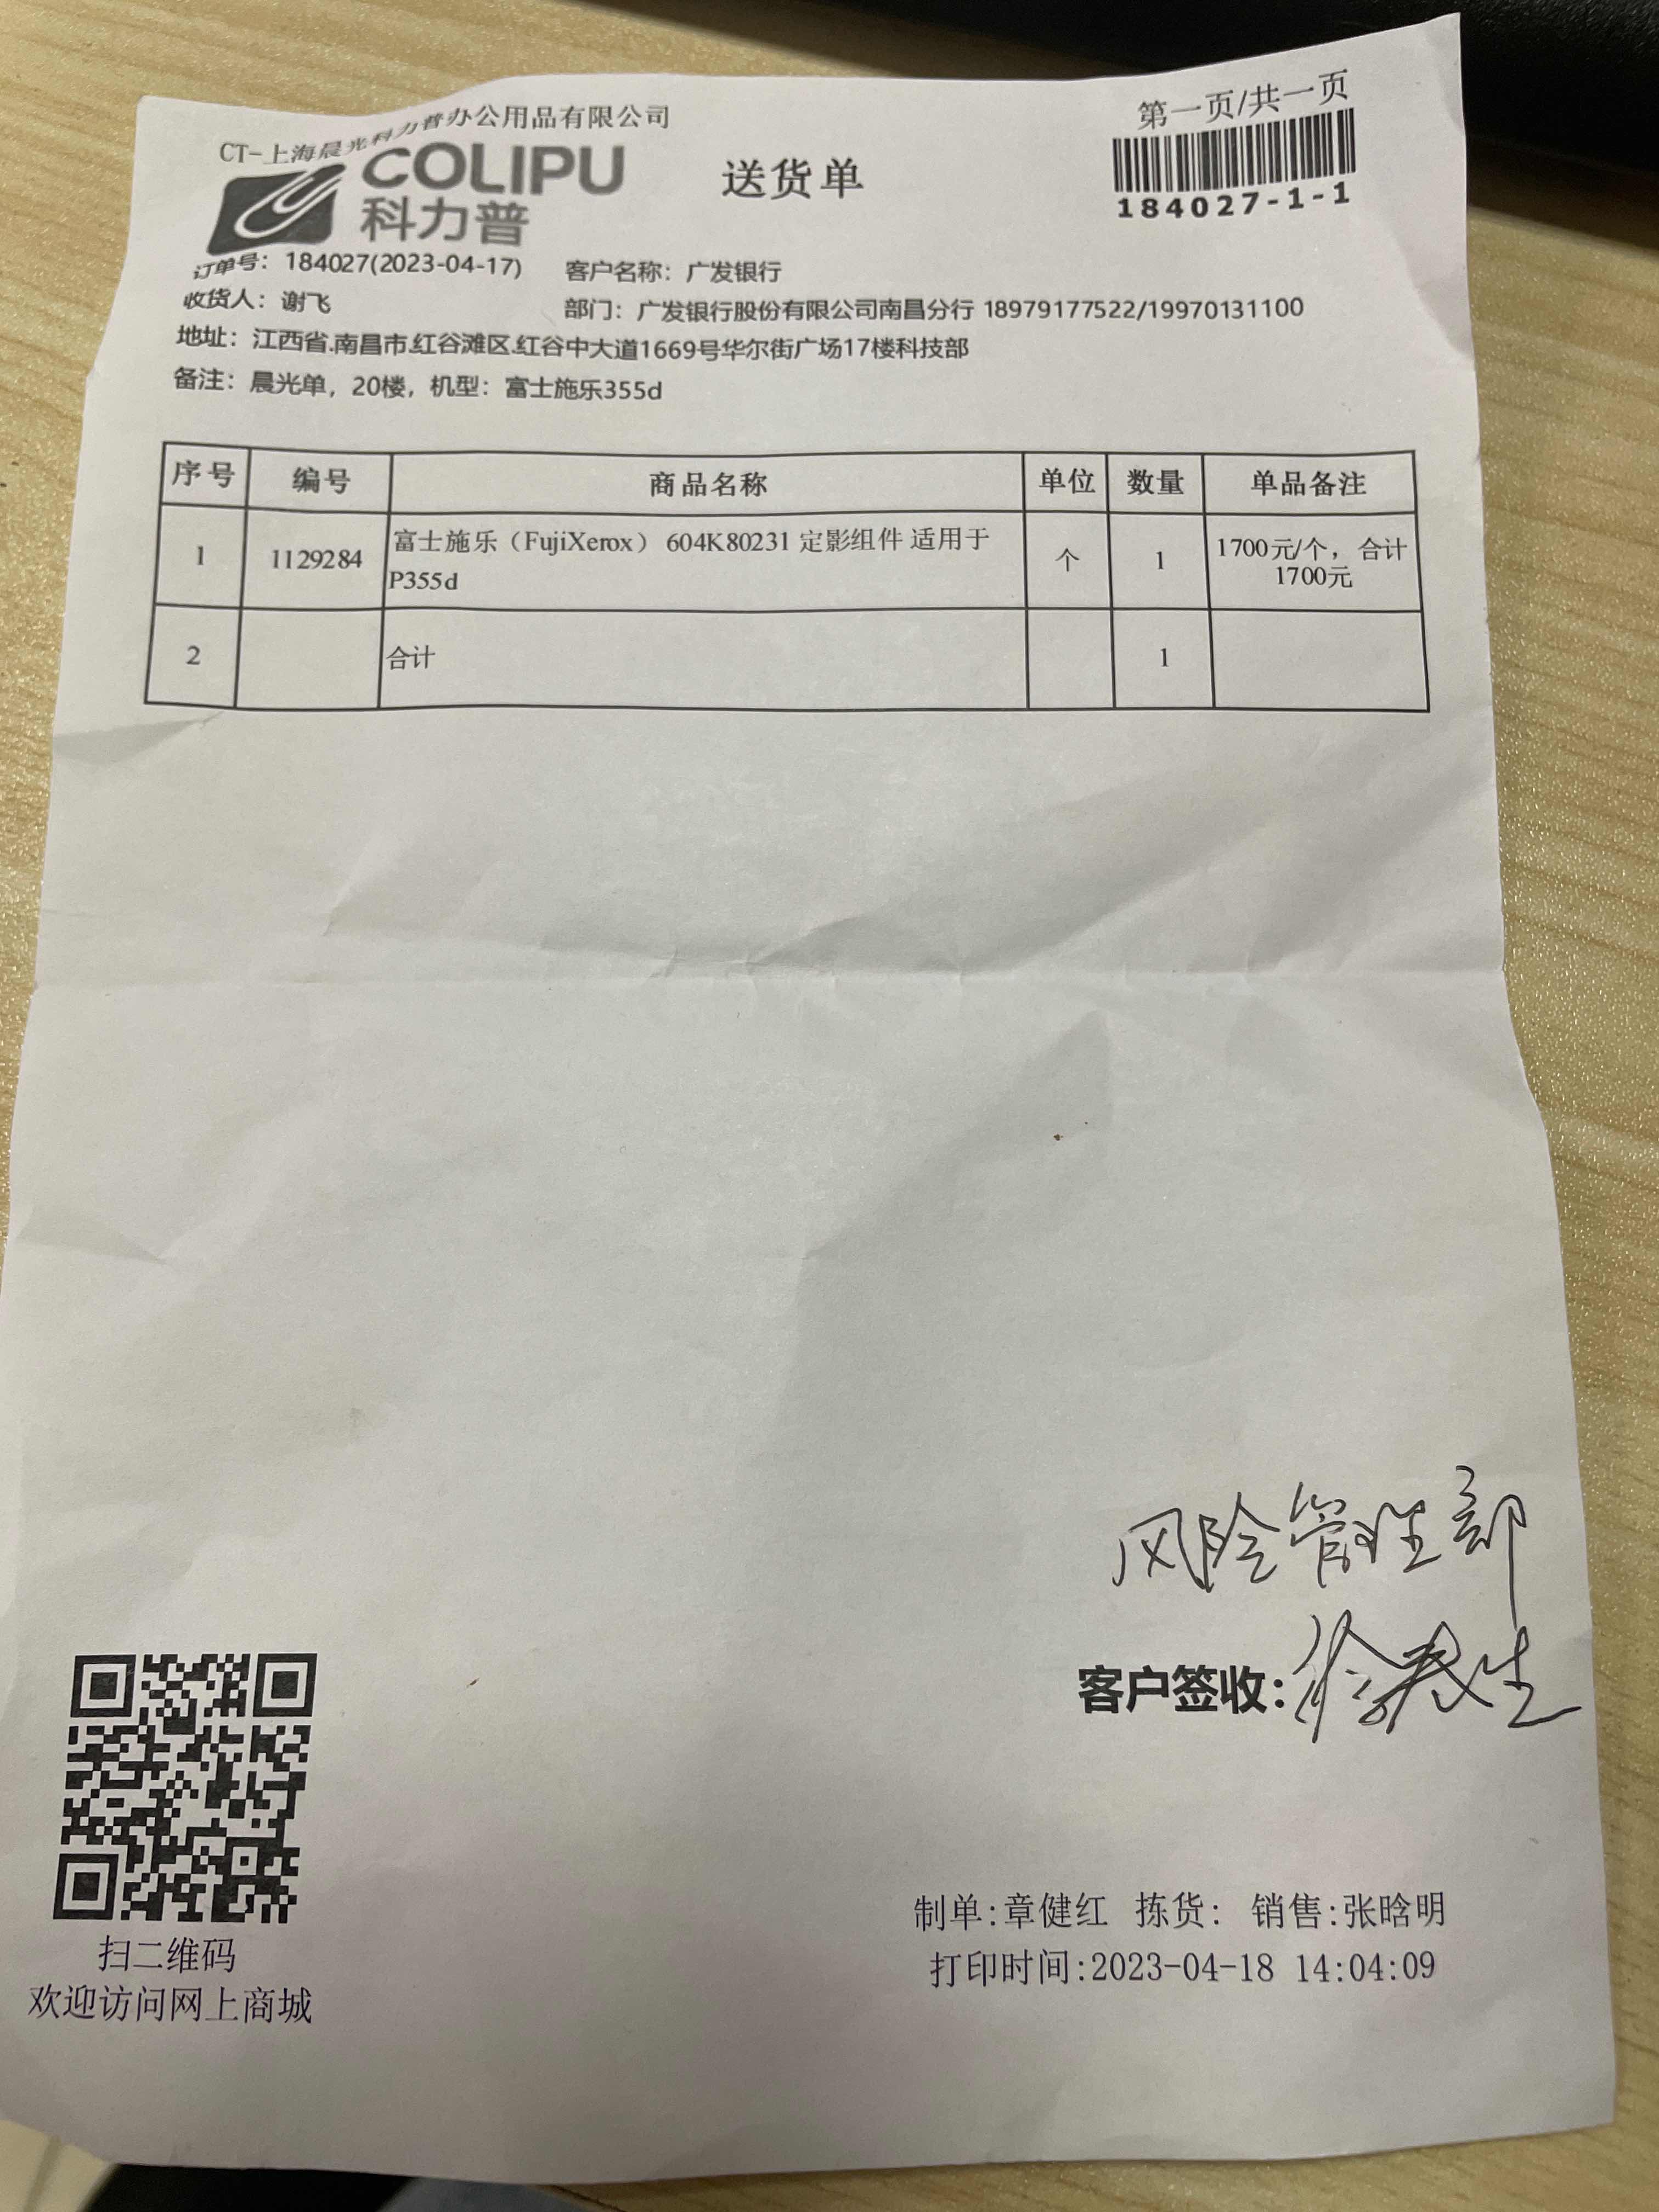 CT-上海晨光科力普办公用品有限公司
COLIPU
科力普
送货单
第一页/共一页
184027-1-1
订单号：184027(2023-04-17) 客户名称：广发银行
收货人：谢飞 部门：广发银行股份有限公司南昌分行 18979177522/19970131100
地址：江西省.南昌市.红谷滩区.红谷中大道1669号华尔街广场17楼科技部
备注：晨光单，20楼，机型：富士施乐355d
序号 编号 商品名称 单位 数量 单品备注
1 1129284 富士施乐（FujiXerox） 604K80231 定影组件 适用于 个 1 1700元/个，合计
P355d 1700元
2 合计 1
风险管理部
客户签收：
制单:章健红 拣货: 销售:张晗明
打印时间:2023-04-18 14:04:09
扫二维码
欢迎访问网上商城